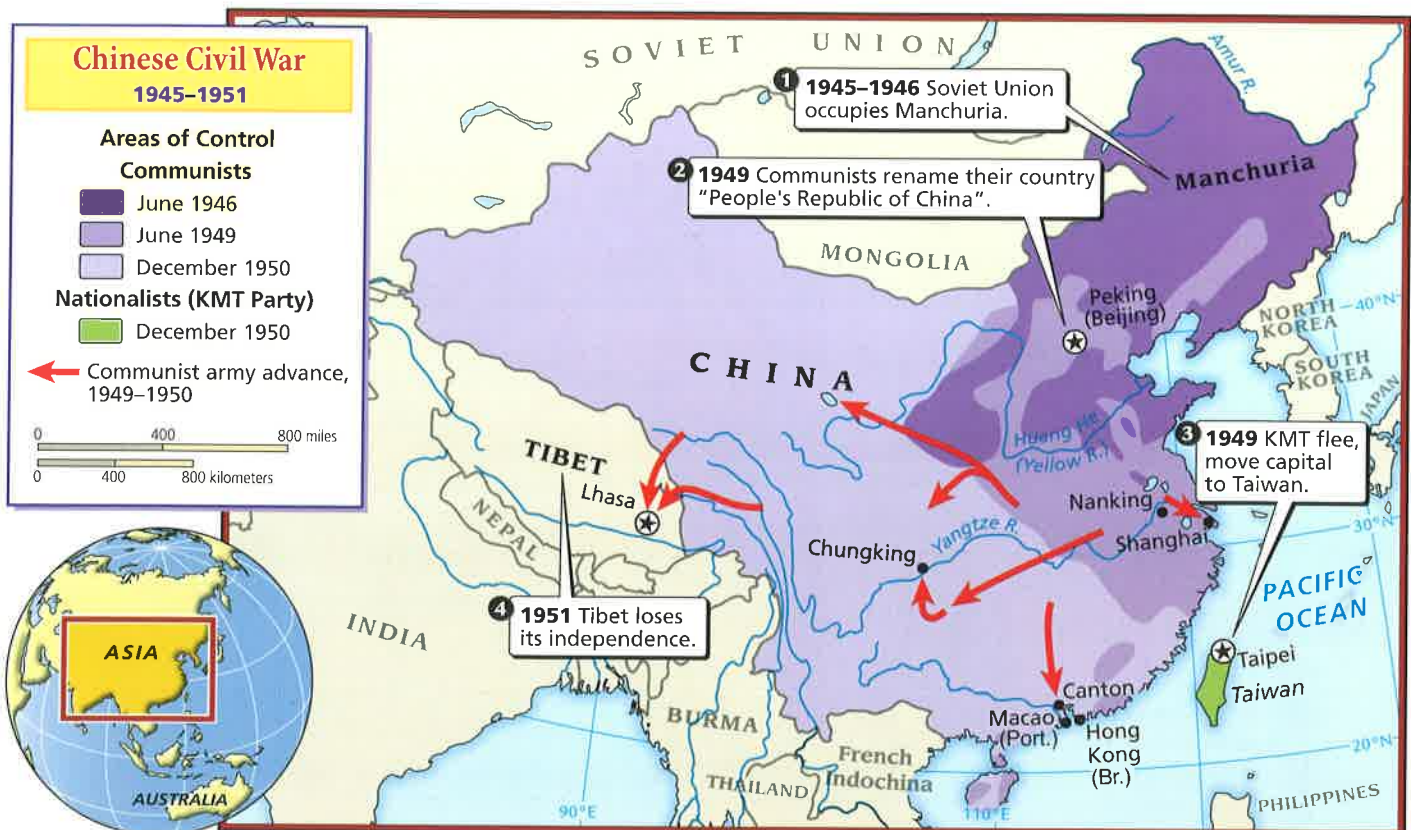 Chinese Civil War
1945–1951
Areas of Control
Communists
June 1946
June 1949
December 1950
Nationalists (KMT Party)
December 1950
Communist army advance,
1949–1950
0 400 800 miles
0 400 800 kilometers
ASIA
AUSTRALIA
SOVIET UNION
Amur R.
1 1945–1946 Soviet Union
occupies Manchuria.
Manchuria
2 1949 Communists rename their country
"People's Republic of China".
MONGOLIA
Peking
(Beijing)
NORTH
KOREA
40°N
SOUTH
KOREA
JAPAN
CHINA
Huang He
(Yellow R.)
3 1949 KMT flee,
move capital
to Taiwan.
TIBET
Lhasa
NEPAL
Nanking
Shanghai
30°N
Chungking
Yangtze R.
PACIFIC
OCEAN
4 1951 Tibet loses
its independence.
INDIA
Taipei
Taiwan
Canton
Macao
(Port.)
Hong
Kong
(Br.)
BURMA
French
Indochina
THAILAND
20°N
90°E
110°E
PHILIPPINES